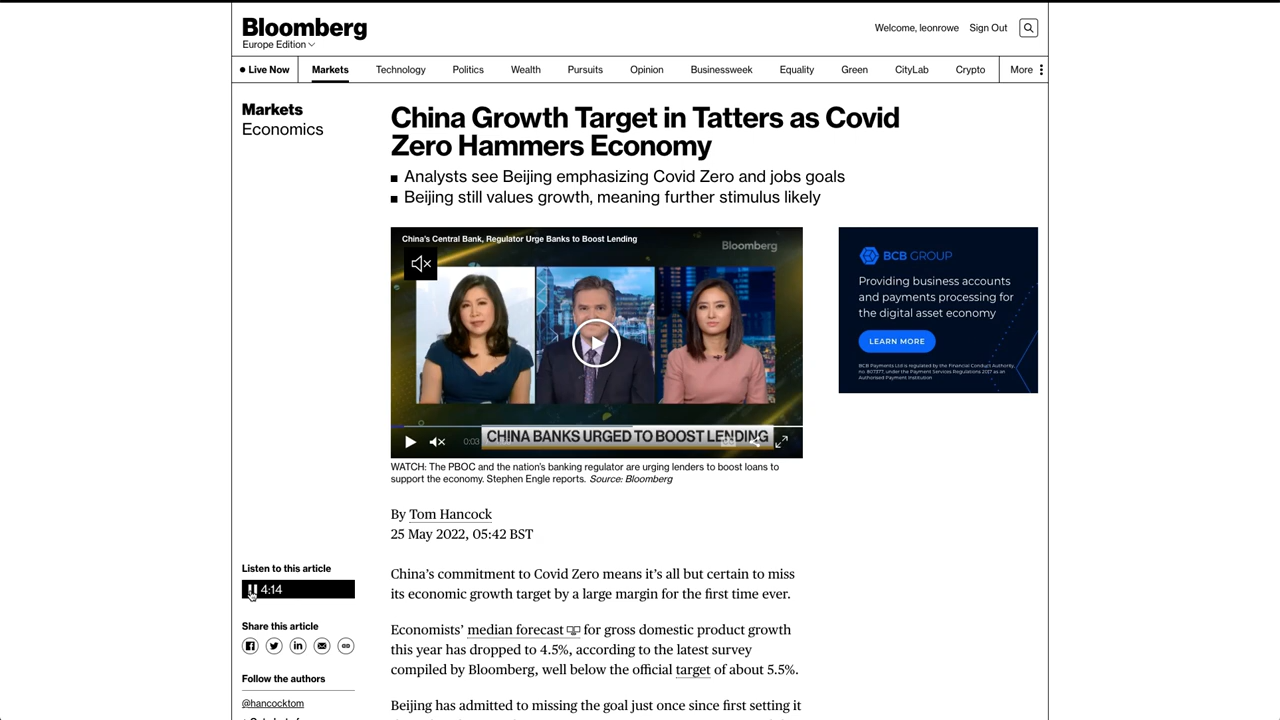 Bloomberg
Europe Edition
Welcome, leonrowe Sign Out
Live Now Markets Technology Politics Wealth Pursuits Opinion Businessweek Equality Green CityLab Crypto More
Markets
Economics
China Growth Target in Tatters as Covid
Zero Hammers Economy
Analysts see Beijing emphasizing Covid Zero and jobs goals
Beijing still values growth, meaning further stimulus likely
China's Central Bank, Regulator Urge Banks to Boost Lending
Bloomberg
0:03
CHINA BANKS URGED TO BOOST LENDING
WATCH: The PBOC and the nation's banking regulator are urging lenders to boost loans to
support the economy. Stephen Engle reports. Source: Bloomberg
BCB GROUP
Providing business accounts
and payments processing for
the digital asset economy
LEARN MORE
BCB Payments Ltd is regulated by the Financial Conduct Authority,
no. 807377, under the Payment Services Regulations 2017 as an
Authorised Payment Institution
By Tom Hancock
25 May 2022, 05:42 BST
Listen to this article
4:14
Share this article
Follow the authors
@hancocktom
China's commitment to Covid Zero means it's all but certain to miss
its economic growth target by a large margin for the first time ever.
Economists' median forecast for gross domestic product growth
this year has dropped to 4.5%, according to the latest survey
compiled by Bloomberg, well below the official target of about 5.5%.
Beijing has admitted to missing the goal just once since first setting it